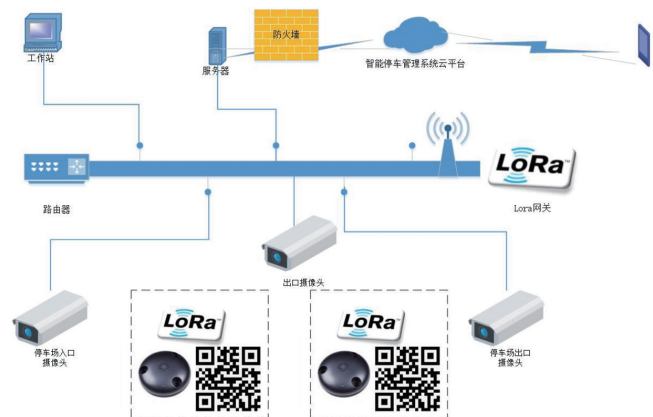 工作站
服务器
防火墙
智能停车管理系统云平台
LoRa™
路由器
Lora网关
出口摄像头
停车场入口
摄像头
LoRa
LoRa
停车场出口
摄像头